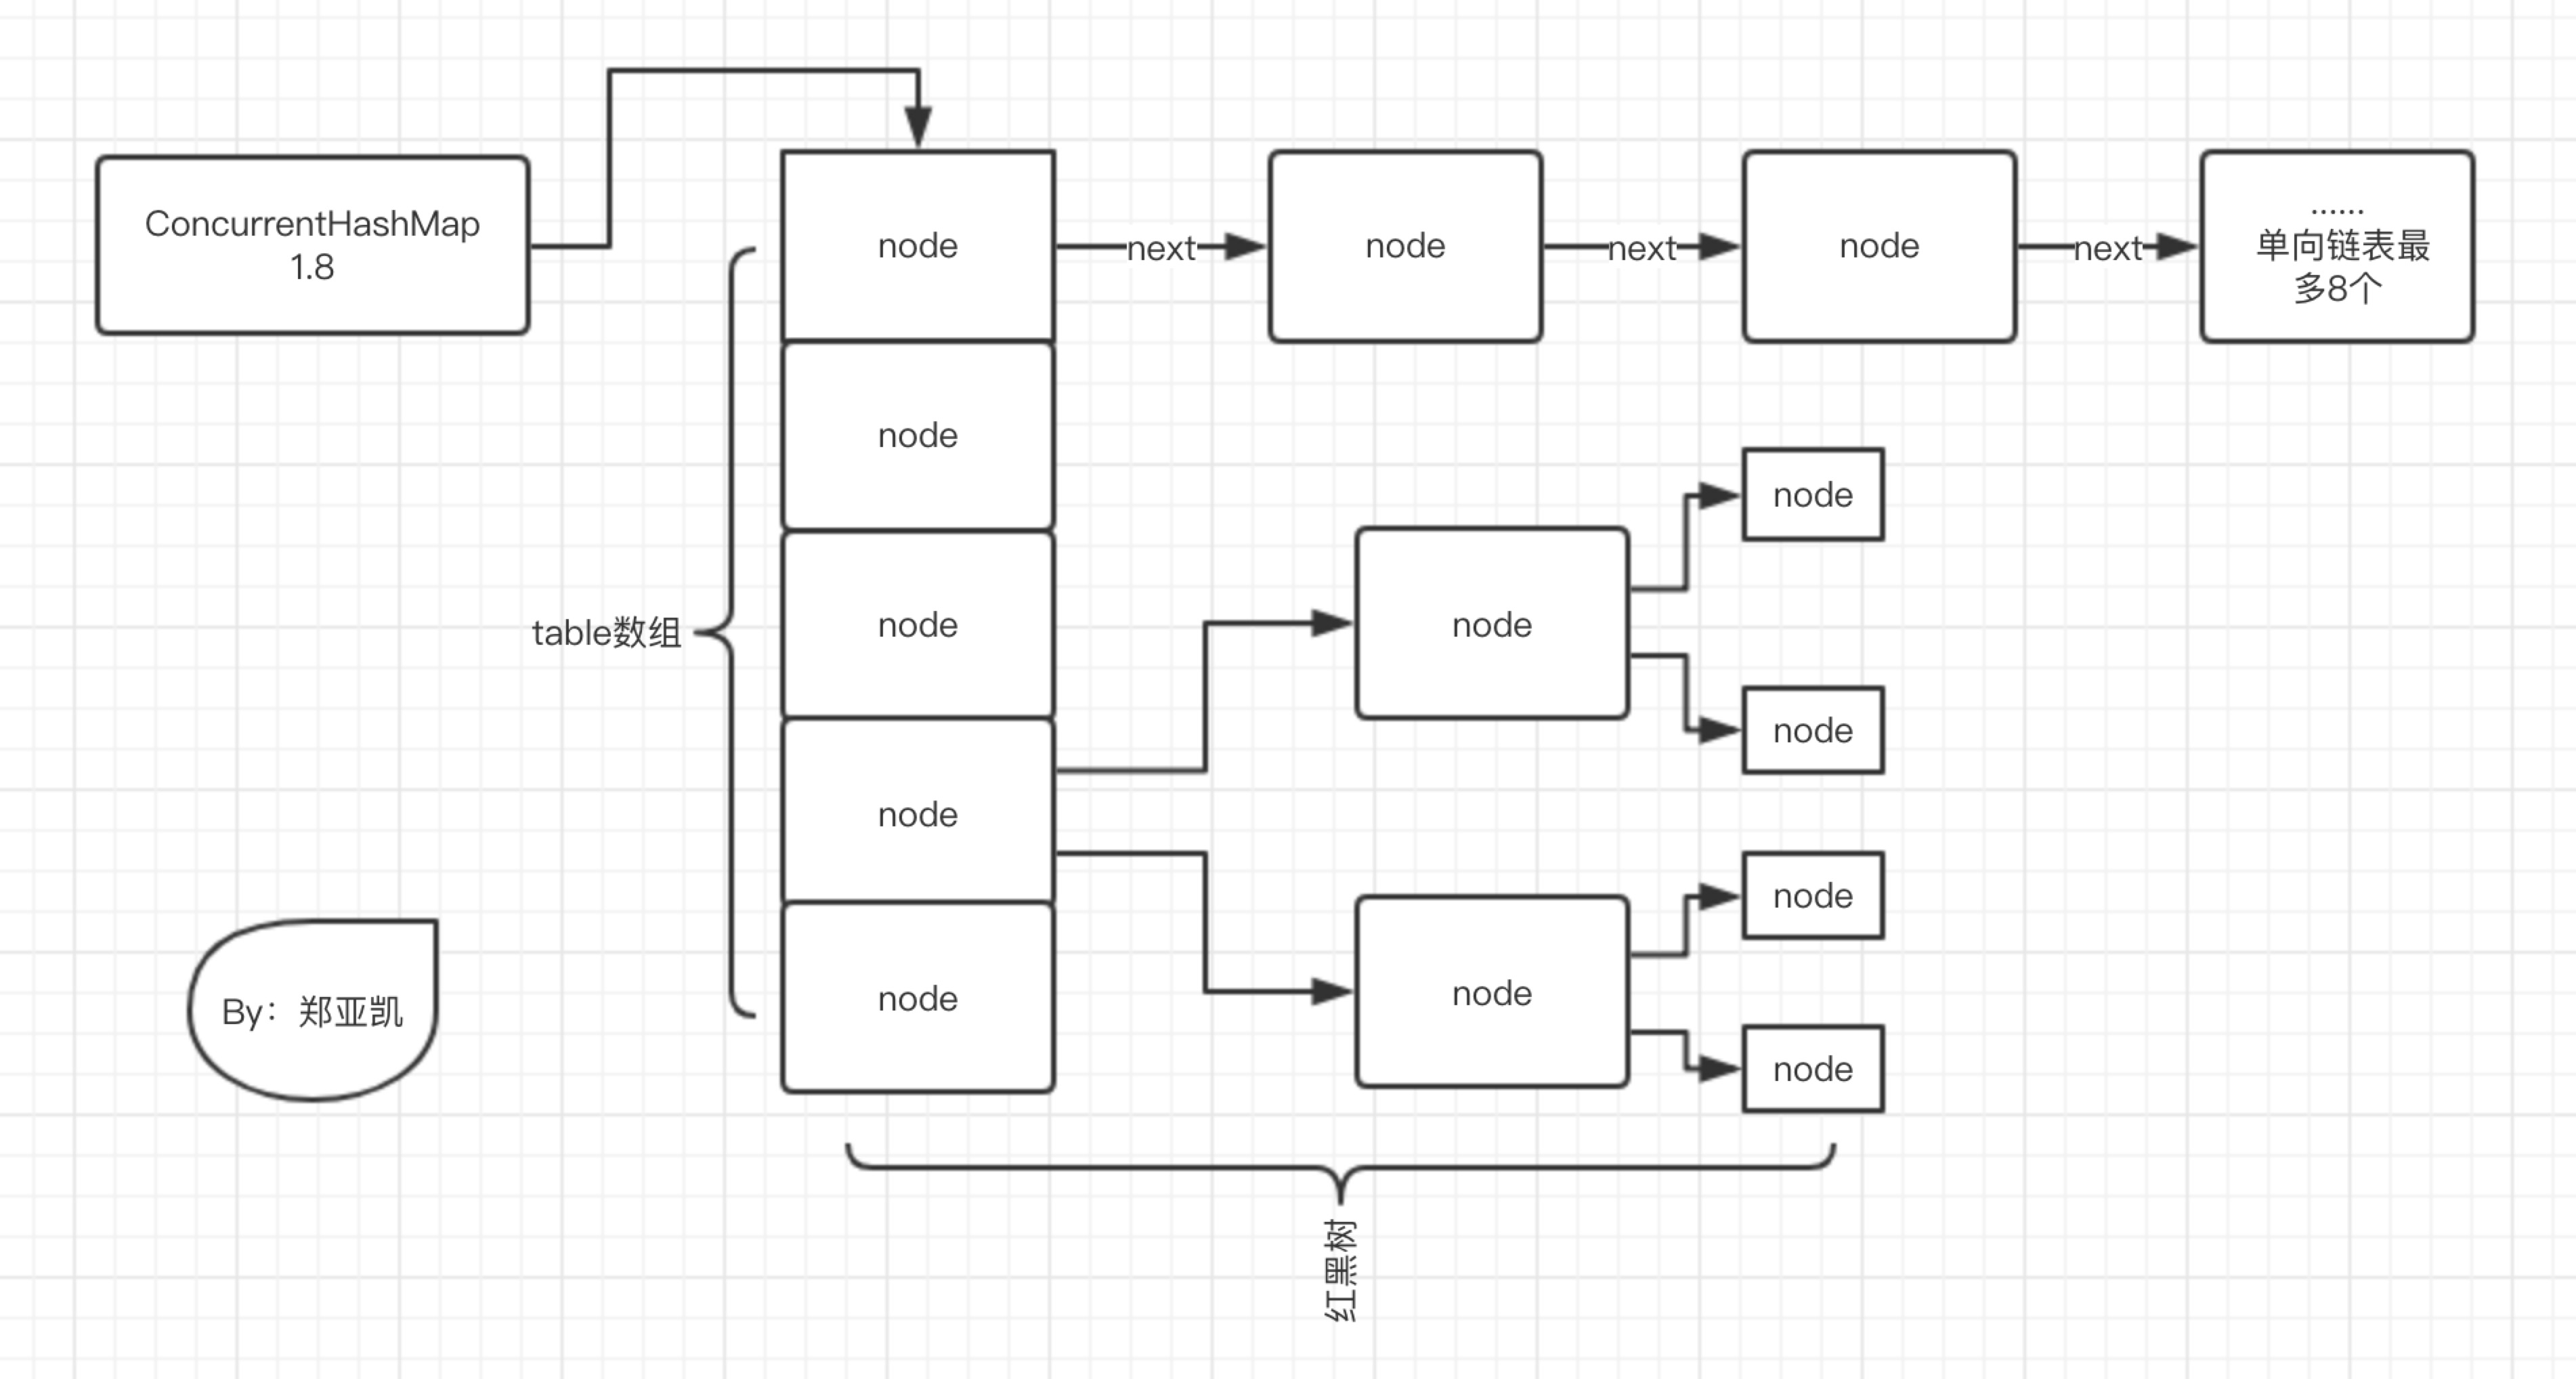 ConcurrentHashMap
1.8
node
next
node
next
node
next
......
单向链表最
多8个
node
node
node
node
table数组
node
node
node
node
node
node
By：郑亚凯
红黑树